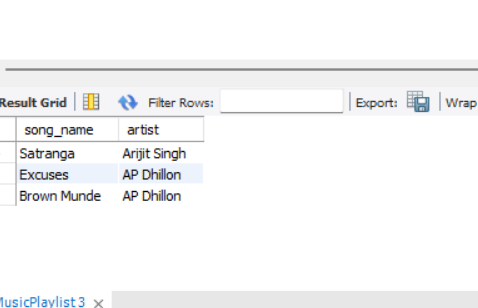 Result Grid Filter Rows: Export: Wrap
song_name artist
Satranga Arijit Singh
Excuses AP Dhillon
Brown Munde AP Dhillon
MusicPlaylist 3